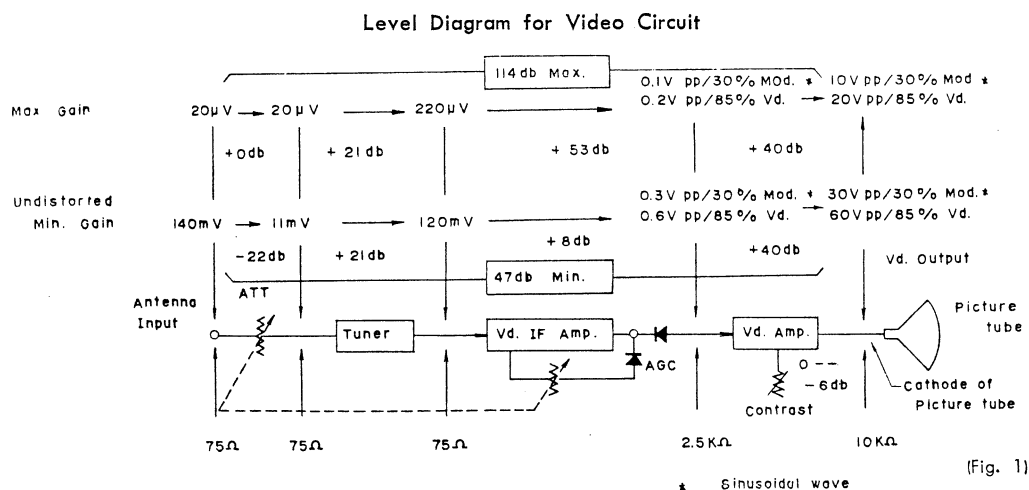 Level Diagram for Video Circuit
114db Max.
0.1V pp/30% Mod. * 10V pp/30% Mod *
Max Gain 20μV 20μV 220μV 0.2V pp/85% Vd. 20V pp/85% Vd.
+0db +21db +53db +40db
Undistorred
0.3V pp/30% Mod. * 30V pp/30% Mod. *
Min. Gain 140mV 11mV 120mV 0.6V pp/85% Vd. 60V pp/85% Vd.
-22db +21db +8db +40db Vd. Output
47db Min.
ATT
Antenna
Input
Tuner
Vd. IF Amp.
Vd. Amp.
Picture
tube
AGC
0 --
-6db
Contrast
Cathode of
Picture tube
75Ω 75Ω 75Ω 2.5KΩ 10KΩ
(Fig. 1)
* Sinusoidal wave